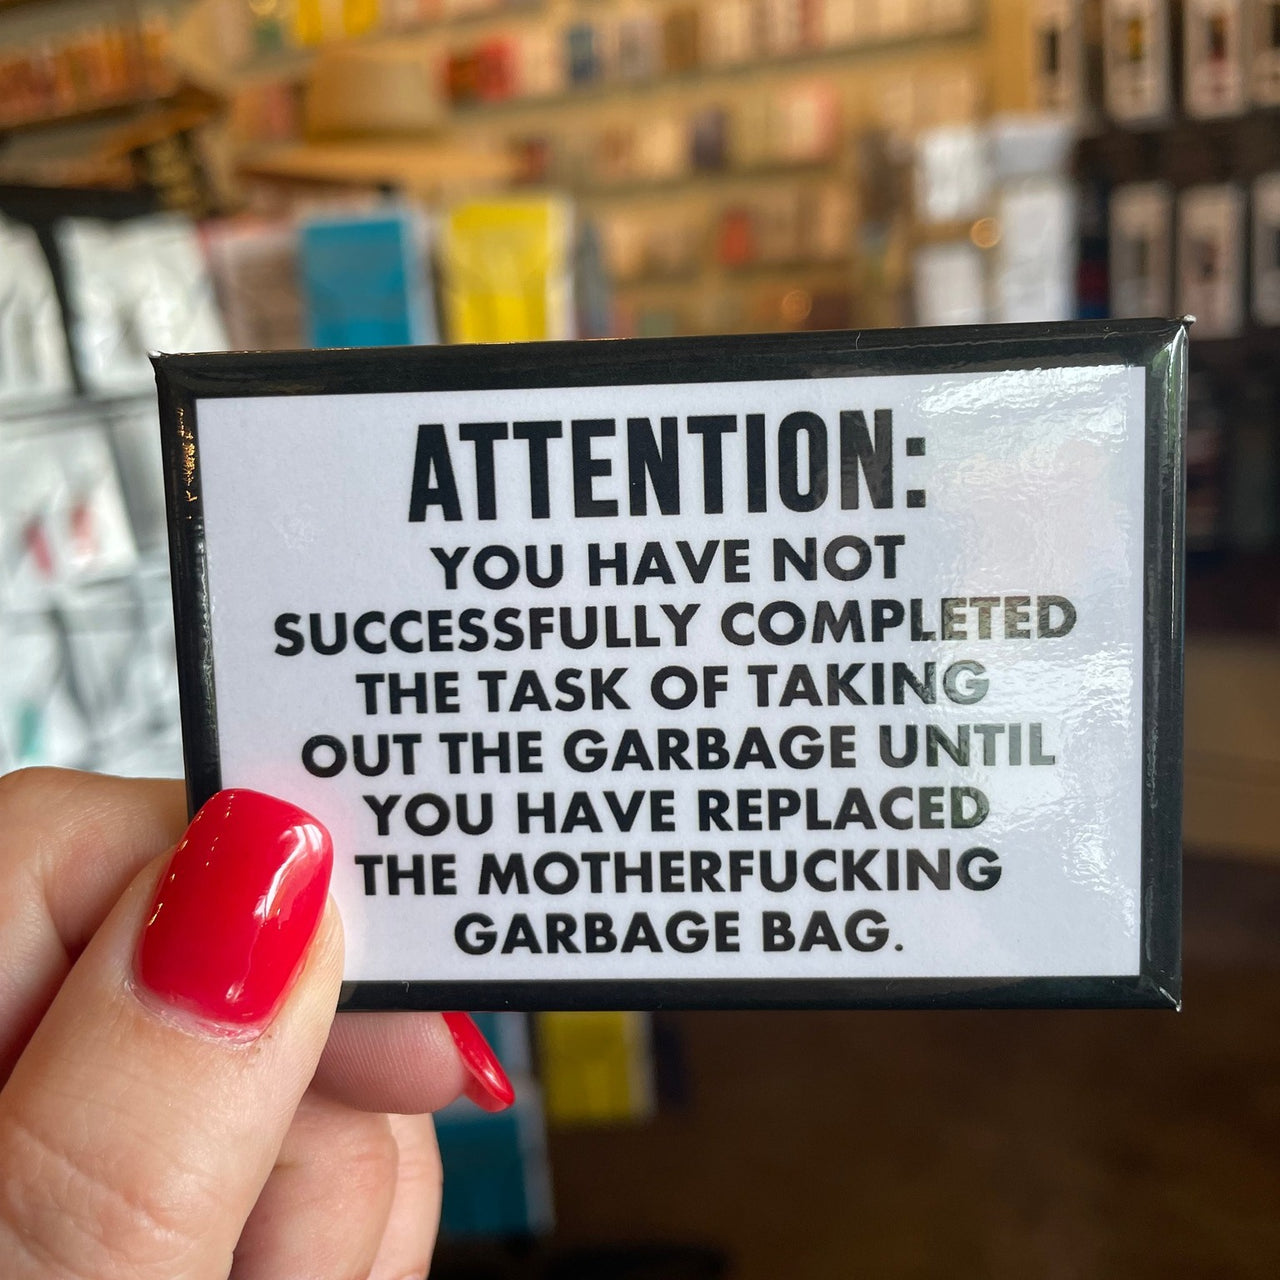 ATTENTION:
YOU HAVE NOT
SUCCESSFULLY COMPLETED
THE TASK OF TAKING
OUT THE GARBAGE UNTIL
YOU HAVE REPLACED
THE MOTHERFUCKING
GARBAGE BAG.